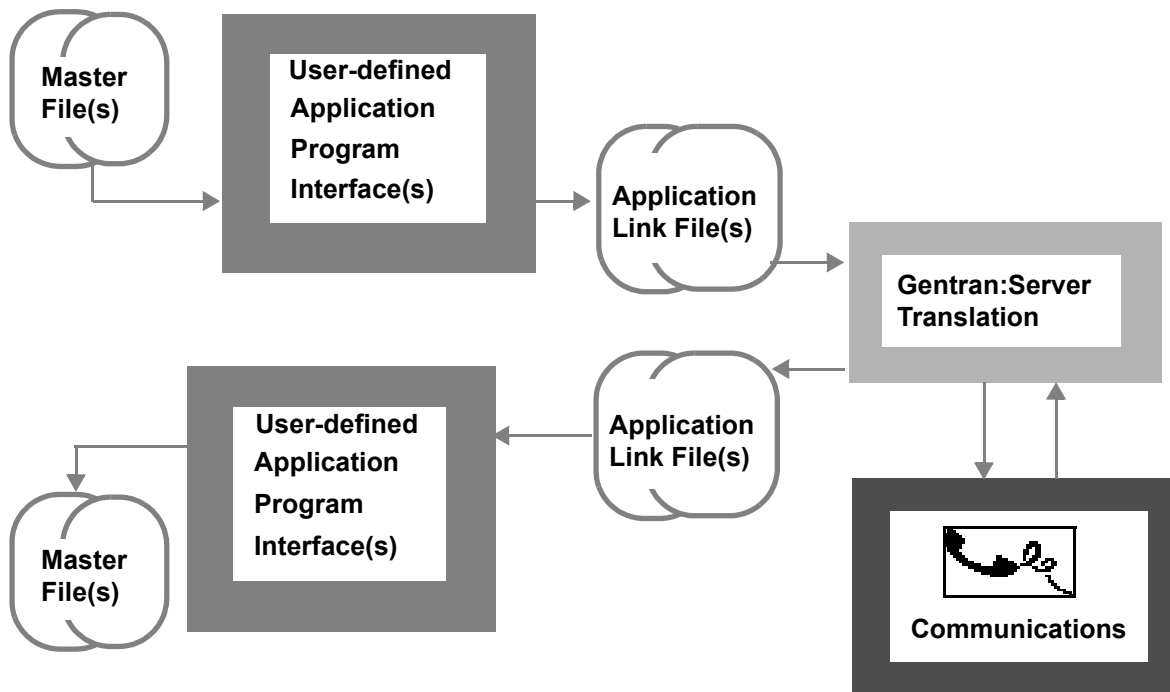 Master
File(s)
User-defined
Application
Program
Interface(s)
Application
Link File(s)
Gentran:Server
Translation
Application
Link File(s)
User-defined
Application
Program
Interface(s)
Master
File(s)
Communications